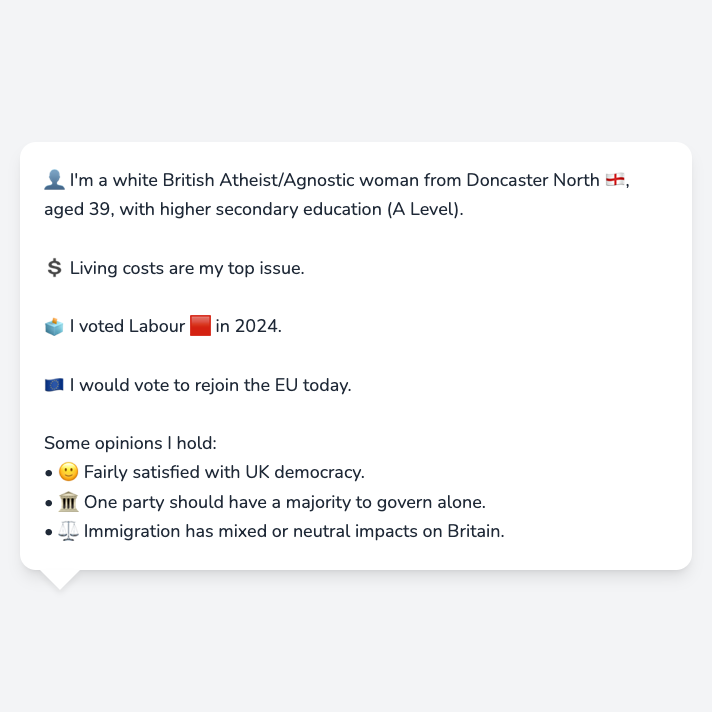 👤 I'm a white British Atheist/Agnostic woman from Doncaster North 🏴󠁧󠁢󠁥󠁮󠁧󠁿,
aged 39, with higher secondary education (A Level).
💲 Living costs are my top issue.
🗳️ I voted Labour 🟥 in 2024.
🇪🇺 I would vote to rejoin the EU today.
Some opinions I hold:
• 🙂 Fairly satisfied with UK democracy.
• 🏛️ One party should have a majority to govern alone.
• ⚖️ Immigration has mixed or neutral impacts on Britain.